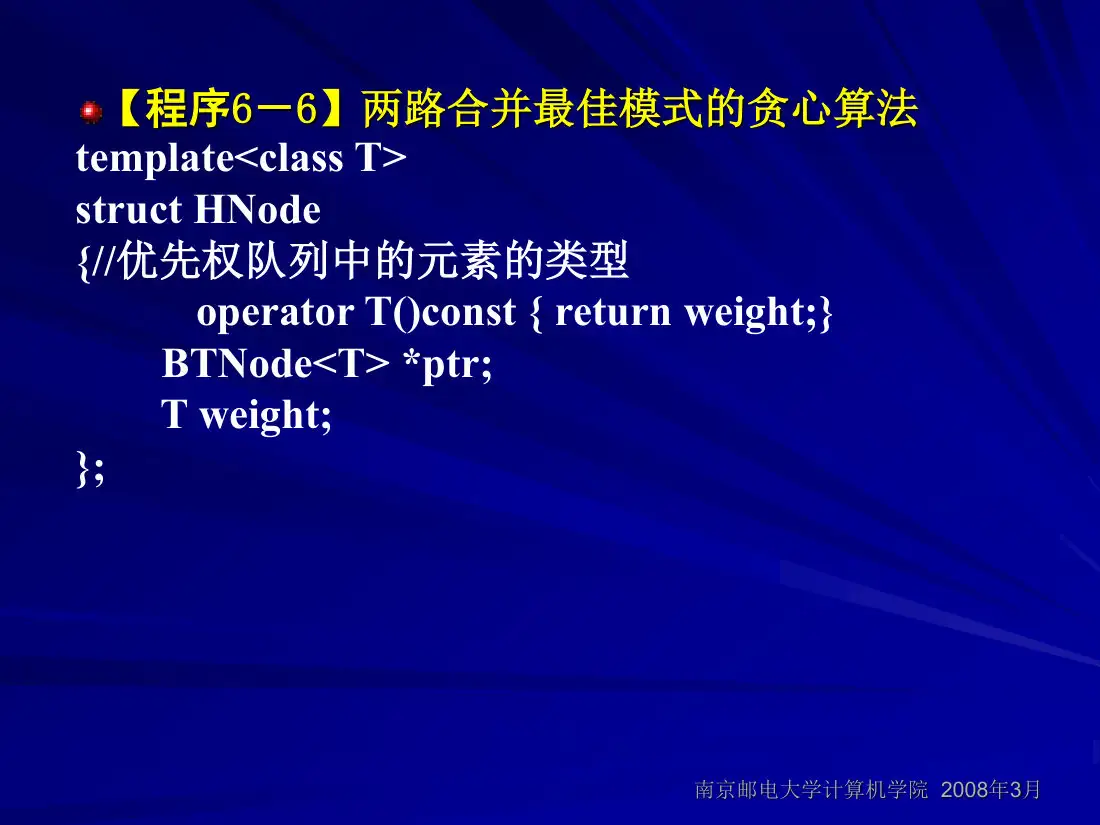 【程序6－6】两路合并最佳模式的贪心算法
template<class T>
struct HNode
{//优先权队列中的元素的类型
operator T()const { return weight;}
BTNode<T> *ptr;
T weight;
};
南京邮电大学计算机学院 2008年3月